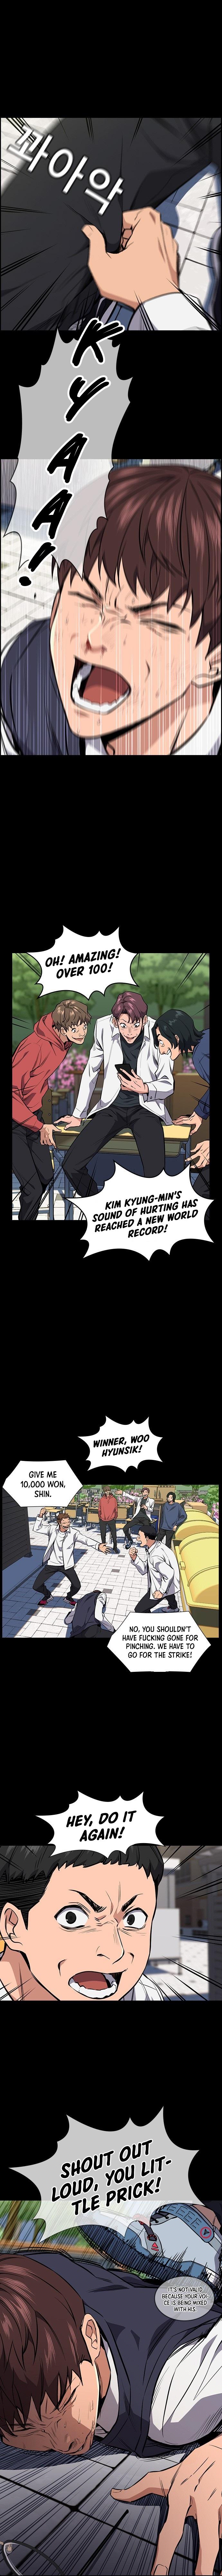 꽈아악
KYAAA!
OH! AMAZING!
OVER 100!
KIM KYUNG-MIN'S
SOUND OF HURTING HAS
REACHED A NEW WORLD
RECORD!
WINNER, WOO
HYUNSIK!
GIVE ME
10,000 WON,
SHIN.
NO, YOU SHOULDN'T
HAVE FUCKING GONE FOR
PINCHING. WE HAVE TO
GO FOR THE STRIKE!
HEY, DO IT
AGAIN!
SHOUT OUT
LOUD, YOU LIT-
TLE PRICK!
IT'S NOT VALID
BECAUSE YOUR VOI-
CE IS BEING MIXED
WITH HIS.